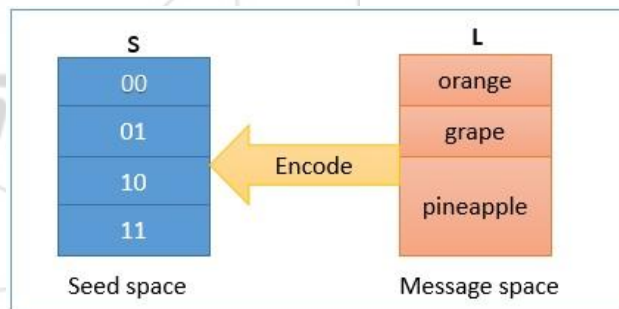 S
L
00
orange
01
grape
Encode
10
pineapple
11
Seed space
Message space